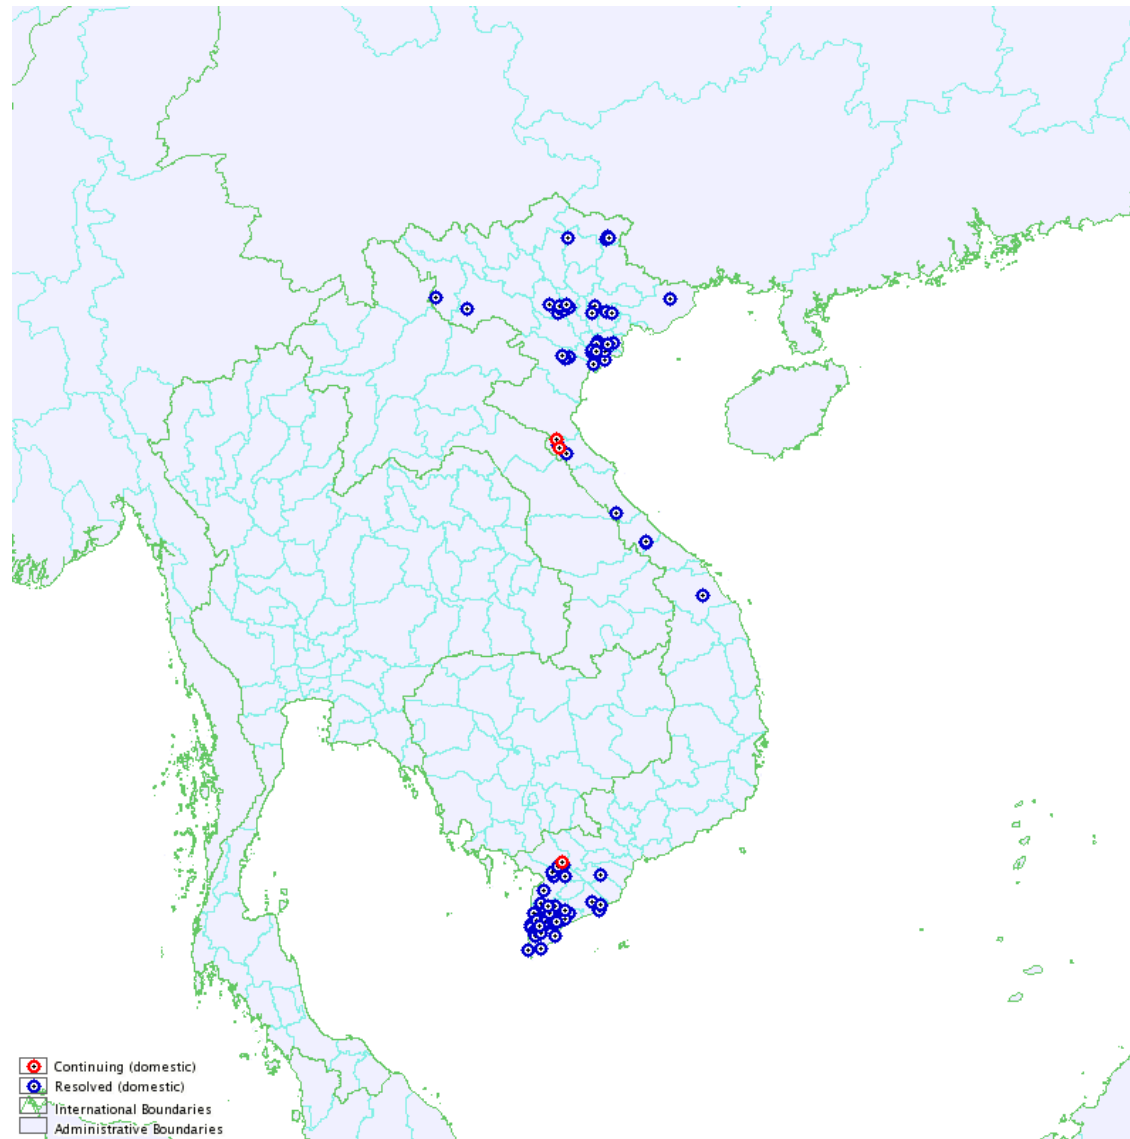 Continuing (domestic)
Resolved (domestic)
International Boundaries
Administrative Boundaries